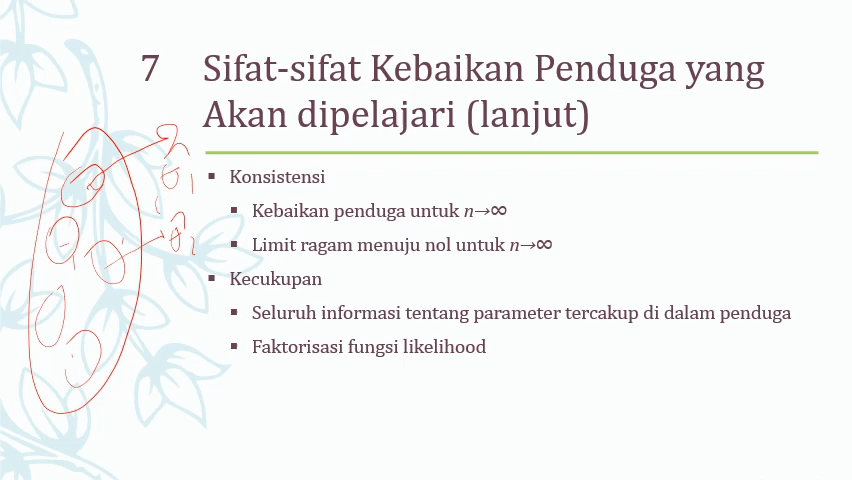 7 Sifat-sifat Kebaikan Penduga yang
Akan dipelajari (lanjut)
▪ Konsistensi
▪ Kebaikan penduga untuk n→∞
▪ Limit ragam menuju nol untuk n→∞
▪ Kecukupan
▪ Seluruh informasi tentang parameter tercakup di dalam penduga
▪ Faktorisasi fungsi likelihood